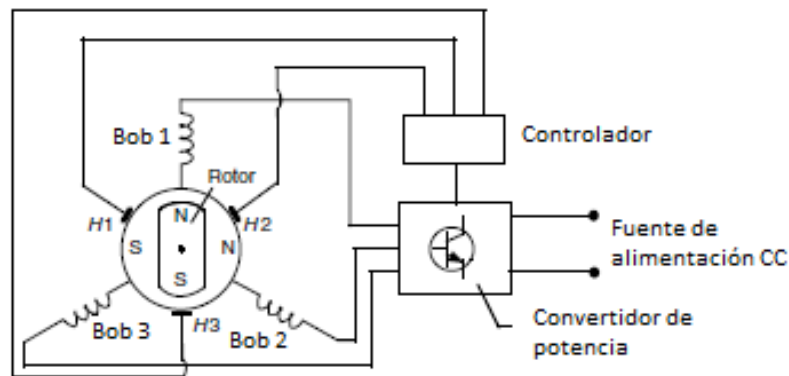 Bob 1
Controlador
Rotor
H1
N
H2
S
N
S
Fuente de
alimentación CC
Bob 3
H3
Bob 2
Convertidor de
potencia